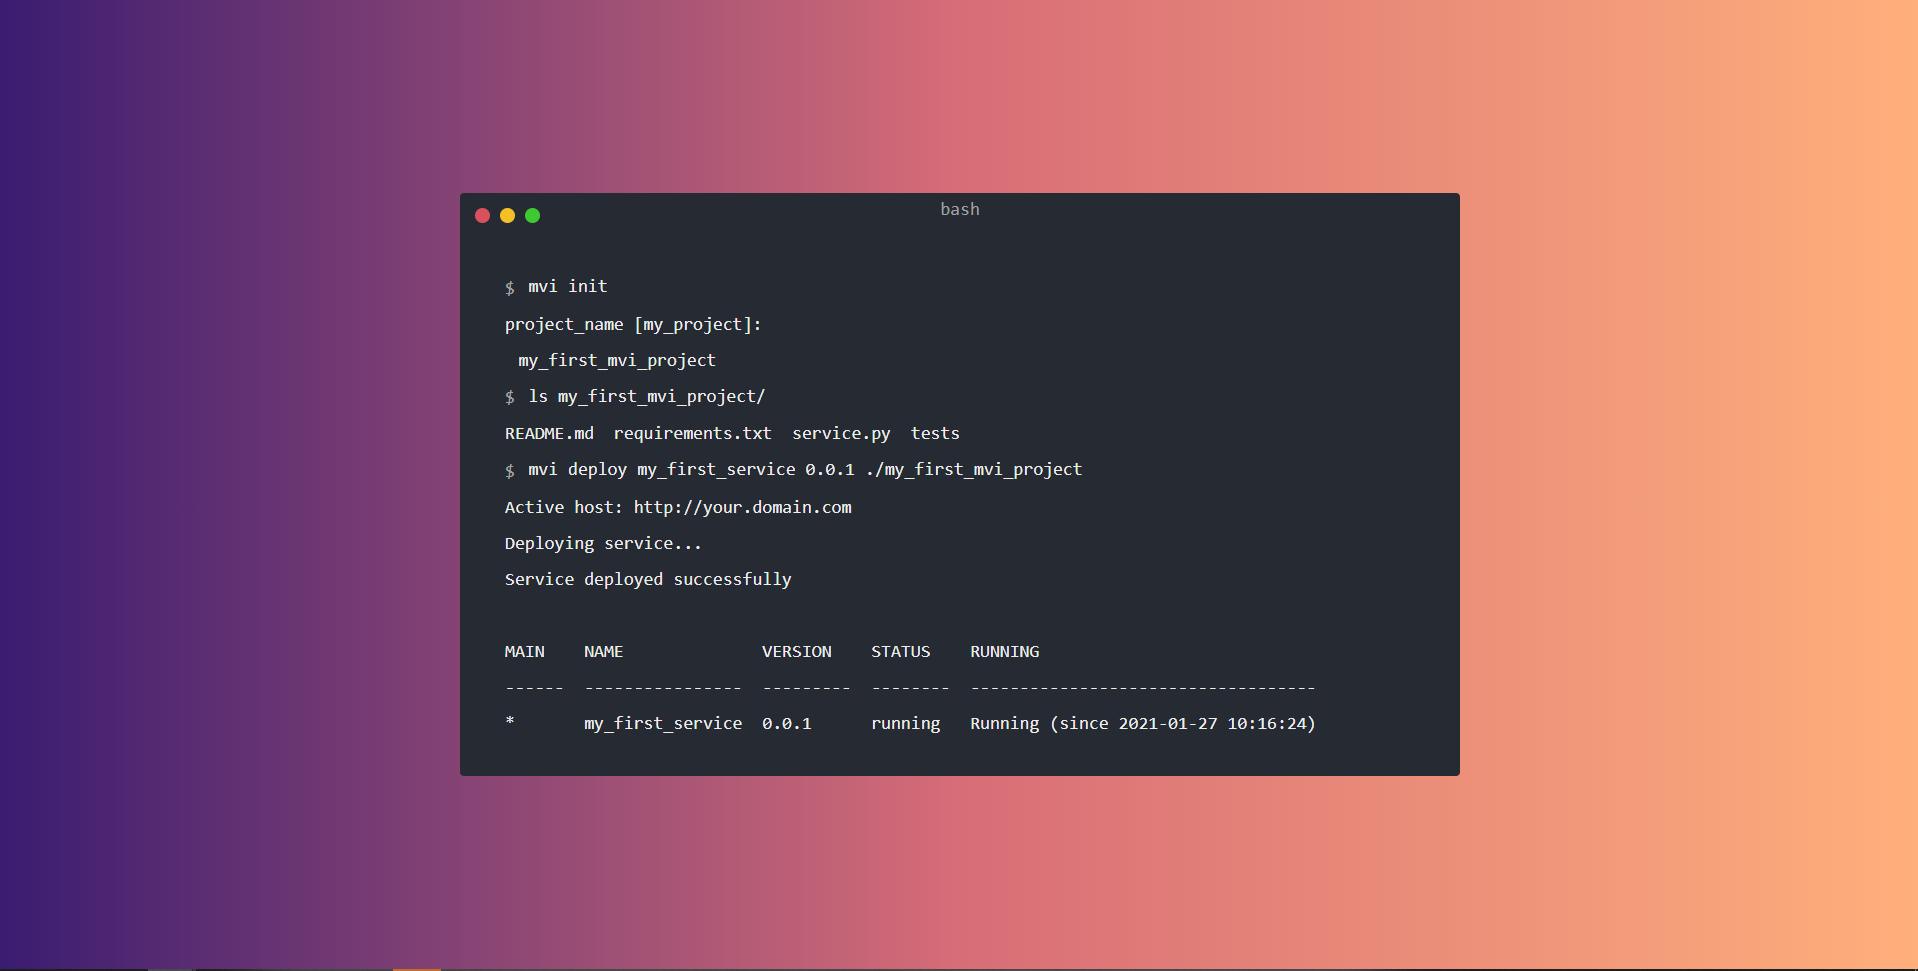 bash
$ mvi init
project_name [my_project]:
my_first_mvi_project
$ ls my_first_mvi_project/
README.md  requirements.txt  service.py  tests
$ mvi deploy my_first_service 0.0.1 ./my_first_mvi_project
Active host: http://your.domain.com
Deploying service...
Service deployed successfully
MAIN    NAME              VERSION    STATUS    RUNNING
------  ----------------  ---------  --------  -----------------------------------
*       my_first_service  0.0.1      running   Running (since 2021-01-27 10:16:24)